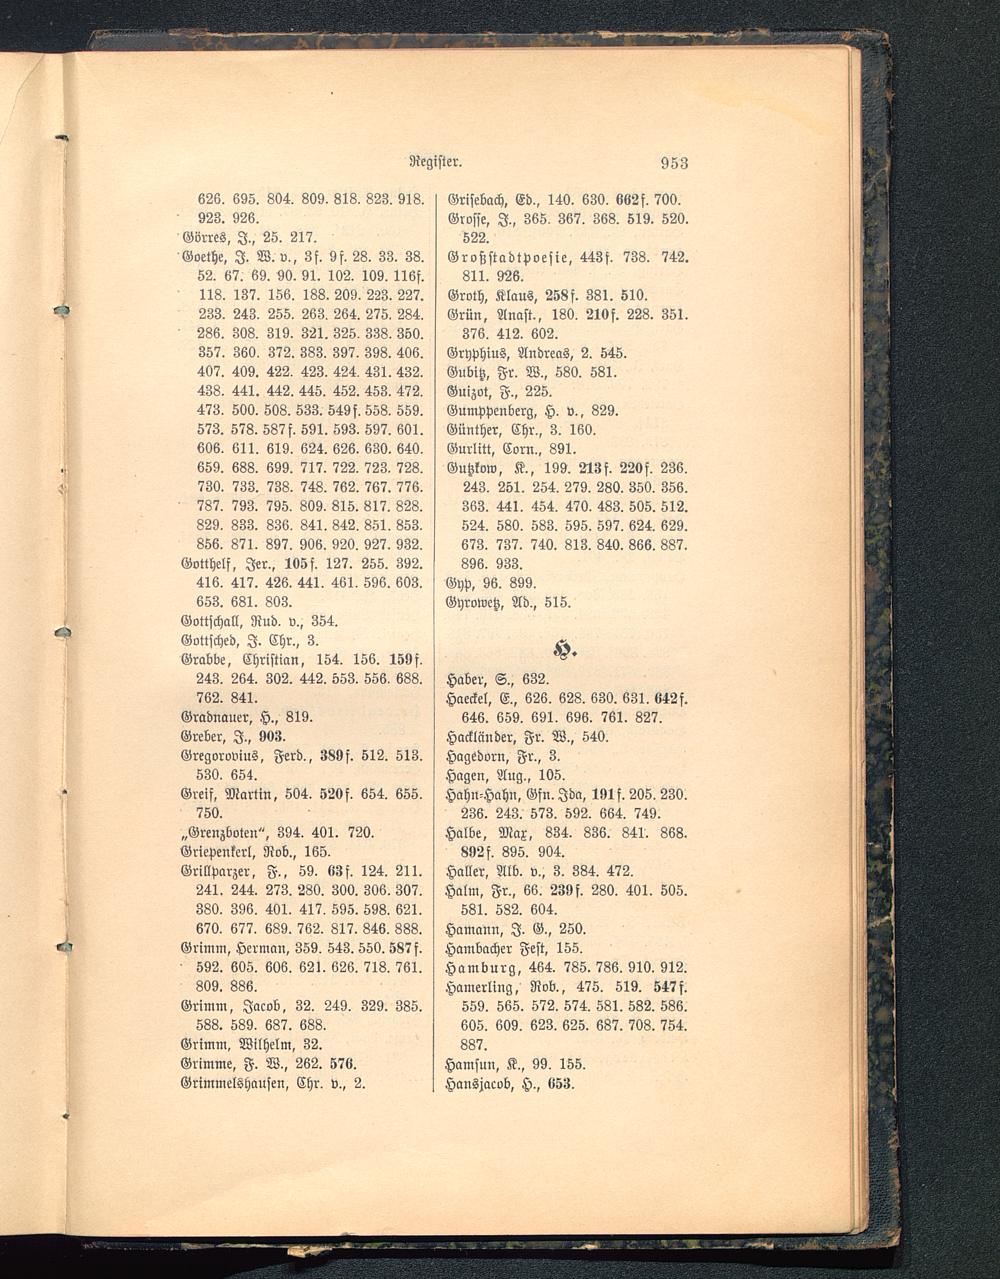 Register.
953
626. 695. 804. 809. 818. 823. 918.
923. 926.
Görres, J., 25. 217.
Goethe, J. W. v., 3f. 9f. 28. 33. 38.
52. 67. 69. 90. 91. 102. 109. 116f.
118. 137. 156. 188. 209. 223. 227.
233. 243. 255. 263. 264. 275. 284.
286. 308. 319. 321. 325. 338. 350.
357. 360. 372. 383. 397. 398. 406.
407. 409. 422. 423. 424. 431. 432.
438. 441. 442. 445. 452. 453. 472.
473. 500. 508. 533. 549f. 558. 559.
573. 578. 587f. 591. 593. 597. 601.
606. 611. 619. 624. 626. 630. 640.
659. 688. 699. 717. 722. 723. 728.
730. 733. 738. 748. 762. 767. 776.
787. 793. 795. 809. 815. 817. 828.
829. 833. 836. 841. 842. 851. 853.
856. 871. 897. 906. 920. 927. 932.
Gotthelf, Jer., 105f. 127. 255. 392.
416. 417. 426. 441. 461. 596. 603.
653. 681. 803.
Gottschall, Rud. v., 354.
Gottsched, J. Chr., 3.
Grabbe, Christian, 154. 156. 159f.
243. 264. 302. 442. 553. 556. 688.
762. 841.
Gradnauer, H., 819.
Greber, J., 903.
Gregorovius, Ferd., 389f. 512. 513.
530. 654.
Greif, Martin, 504. 520f. 654. 655.
750.
„Grenzboten“, 394. 401. 720.
Griepenkerl, Rob., 165.
Grillparzer, F., 59. 63f. 124. 211.
241. 244. 273. 280. 300. 306. 307.
380. 396. 401. 417. 595. 598. 621.
670. 677. 689. 762. 817. 846. 888.
Grimm, Herman, 359. 543. 550. 587f.
592. 605. 606. 621. 626. 718. 761.
809. 886.
Grimm, Jacob, 32. 249. 329. 385.
588. 589. 687. 688.
Grimm, Wilhelm, 32.
Grimme, F. W., 262. 576.
Grimmelshausen, Chr. v., 2.
Grisebach, Ed., 140. 630. 662f. 700.
Grosse, J., 365. 367. 368. 519. 520.
522.
Großstadtpoesie, 443f. 738. 742.
811. 926.
Groth, Klaus, 258f. 381. 510.
Grün, Anast., 180. 210f. 228. 351.
376. 412. 602.
Gryphius, Andreas, 2. 545.
Gubitz, Fr. W., 580. 581.
Guizot, F., 225.
Gumppenberg, H. v., 829.
Günther, Chr., 3. 160.
Gurlitt, Corn., 891.
Gutzkow, K., 199. 213f. 220f. 236.
243. 251. 254. 279. 280. 350. 356.
363. 441. 454. 470. 483. 505. 512.
524. 580. 583. 595. 597. 624. 629.
673. 737. 740. 813. 840. 866. 887.
896. 933.
Gyp, 96. 899.
Gyrowetz, Ad., 515.
H.
Haber, S., 632.
Haeckel, E., 626. 628. 630. 631. 642f.
646. 659. 691. 696. 761. 827.
Hackländer, Fr. W., 540.
Hagedorn, Fr., 3.
Hagen, Aug., 105.
Hahn-Hahn, Gfn. Ida, 191f. 205. 230.
236. 243. 573. 592. 664. 749.
Halbe, Max, 834. 836. 841. 868.
892f. 895. 904.
Haller, Alb. v., 3. 384. 472.
Halm, Fr., 66. 239f. 280. 401. 505.
581. 582. 604.
Hamann, J. G., 250.
Hambacher Fest, 155.
Hamburg, 464. 785. 786. 910. 912.
Hamerling, Rob., 475. 519. 547f.
559. 565. 572. 574. 581. 582. 586.
605. 609. 623. 625. 687. 708. 754.
887.
Hamsun, K., 99. 155.
Hansjacob, H., 653.